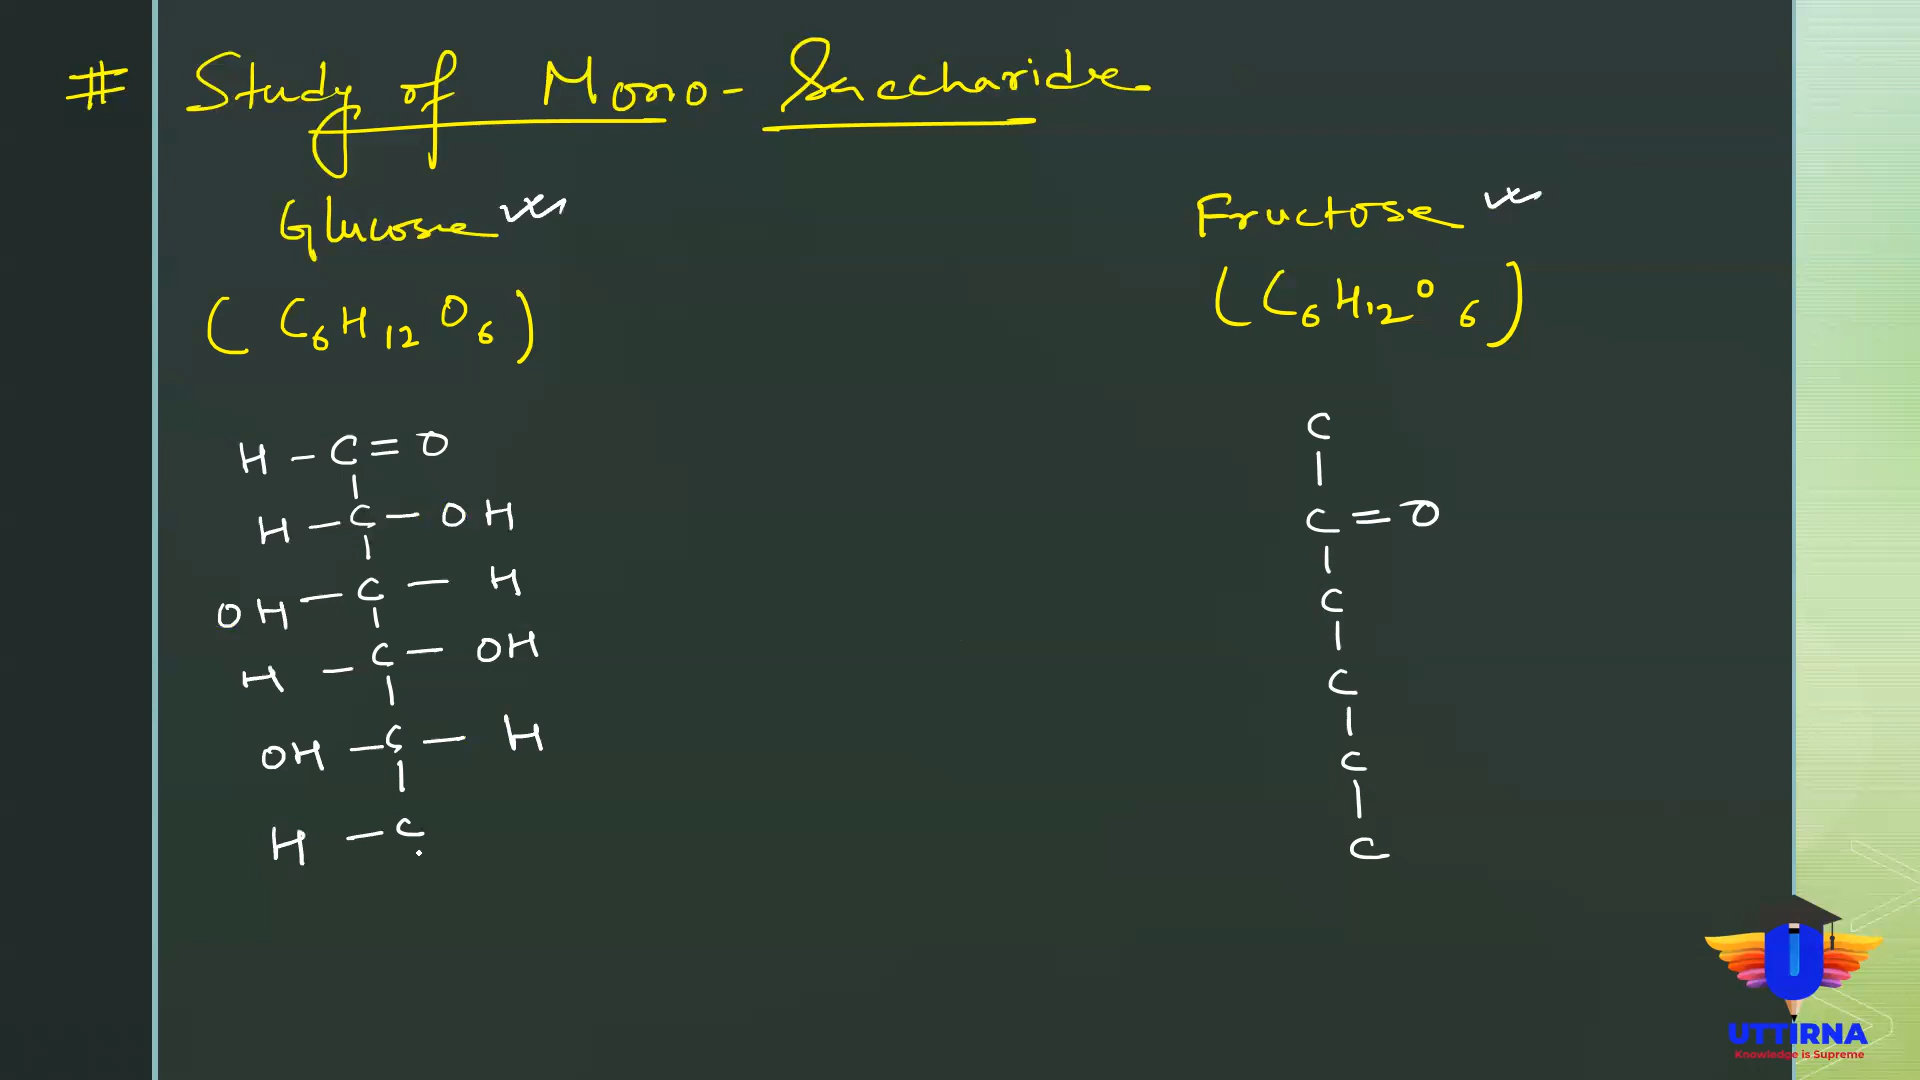 # Study of Mono-Saccharide
Glucose
(C6H12O6)
H-C=O
H-C-OH
OH-C-H
H-C-OH
OH-C-H
H-C
Fructose
(C6H12O6)
C
C=O
C
C
C
C
UTTIRNA
Knowledge is Supreme